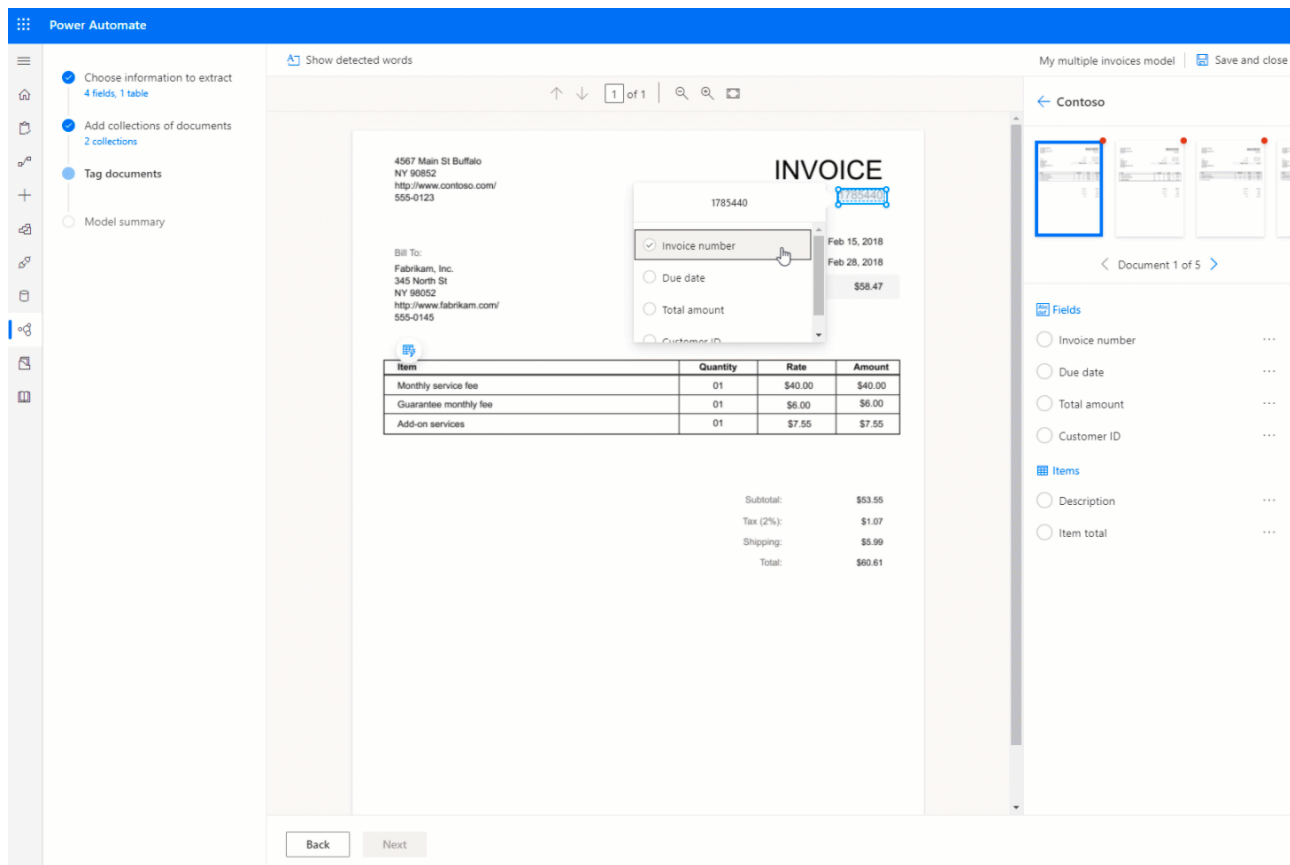 Power Automate
Choose information to extract
4 fields, 1 table
Add collections of documents
2 collections
Tag documents
Model summary
Show detected words
My multiple invoices model
Save and close
1 of 1
4567 Main St Buffalo
NY 90852
http://www.contoso.com/
555-0123
INVOICE
1785440
1785440
Invoice number
Due date
Total amount
Customer ID
Feb 15, 2018
Feb 28, 2018
$58.47
Bill To:
Fabrikam, Inc.
345 North St
NY 98052
http://www.fabrikam.com/
555-0145
Item Quantity Rate Amount
Monthly service fee 01 $40.00 $40.00
Guarantee monthly fee 01 $6.00 $6.00
Add-on services 01 $7.55 $7.55
Subtotal: $53.55
Tax (2%): $1.07
Shipping: $5.99
Total: $60.61
Back
Next
Contoso
Document 1 of 5
Fields
Invoice number
Due date
Total amount
Customer ID
Items
Description
Item total